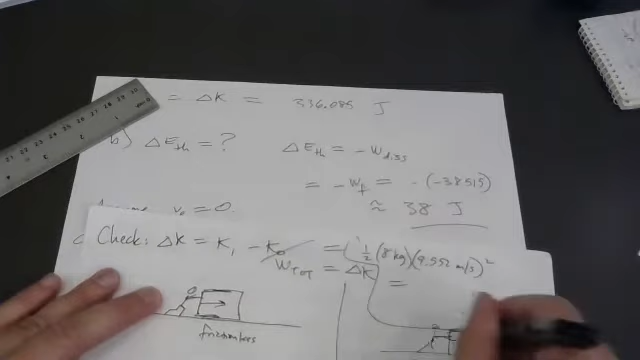 = ΔK = 336.085 J
b) ΔE_th = ? ΔE_th = -W_diss
= -W_f = -(-38.515)
≈ 38 J
v₀ = 0
Check: ΔK = K₁ - K₀ = ½(8 kg)(9.552 m/s)²
W_TOT = ΔK =
frictionless